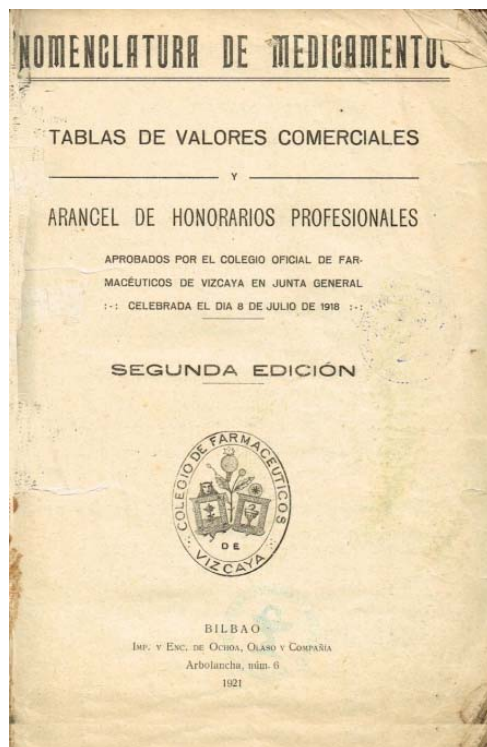 NOMENCLATURA DE MEDICAMENTOS
TABLAS DE VALORES COMERCIALES
Y
ARANCEL DE HONORARIOS PROFESIONALES
APROBADOS POR EL COLEGIO OFICIAL DE FAR-
MACÉUTICOS DE VIZCAYA EN JUNTA GENERAL
:-: CELEBRADA EL DIA 8 DE JULIO DE 1918 :-:
SEGUNDA EDICIÓN
COLEGIO DE FARMACEUTICOS
DE
VIZCAYA
BILBAO
IMP. Y ENC. DE OCHOA, OLASO Y COMPAÑIA
Arbolancha, núm. 6
1921